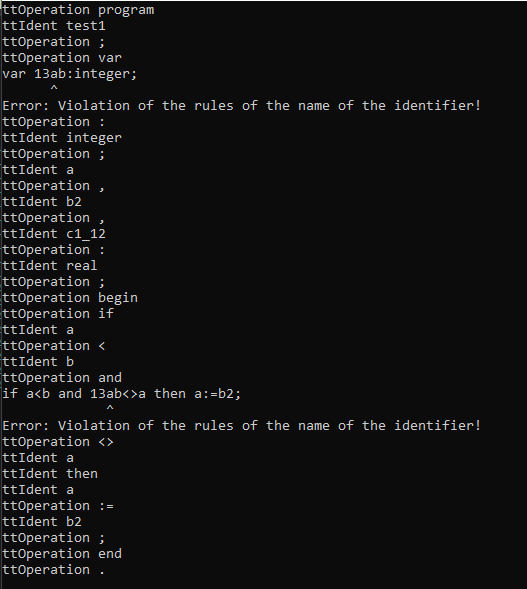 ttOperation program
ttIdent test1
ttOperation ;
ttOperation var
var 13ab:integer;
^
Error: Violation of the rules of the name of the identifier!
ttOperation :
ttIdent integer
ttOperation ;
ttIdent a
ttOperation ,
ttIdent b2
ttOperation ,
ttIdent c1_12
ttOperation :
ttIdent real
ttOperation ;
ttOperation begin
ttOperation if
ttIdent a
ttOperation <
ttIdent b
ttOperation and
if a<b and 13ab<>a then a:=b2;
^
Error: Violation of the rules of the name of the identifier!
ttOperation <>
ttIdent a
ttIdent then
ttIdent a
ttOperation :=
ttIdent b2
ttOperation ;
ttOperation end
ttOperation .